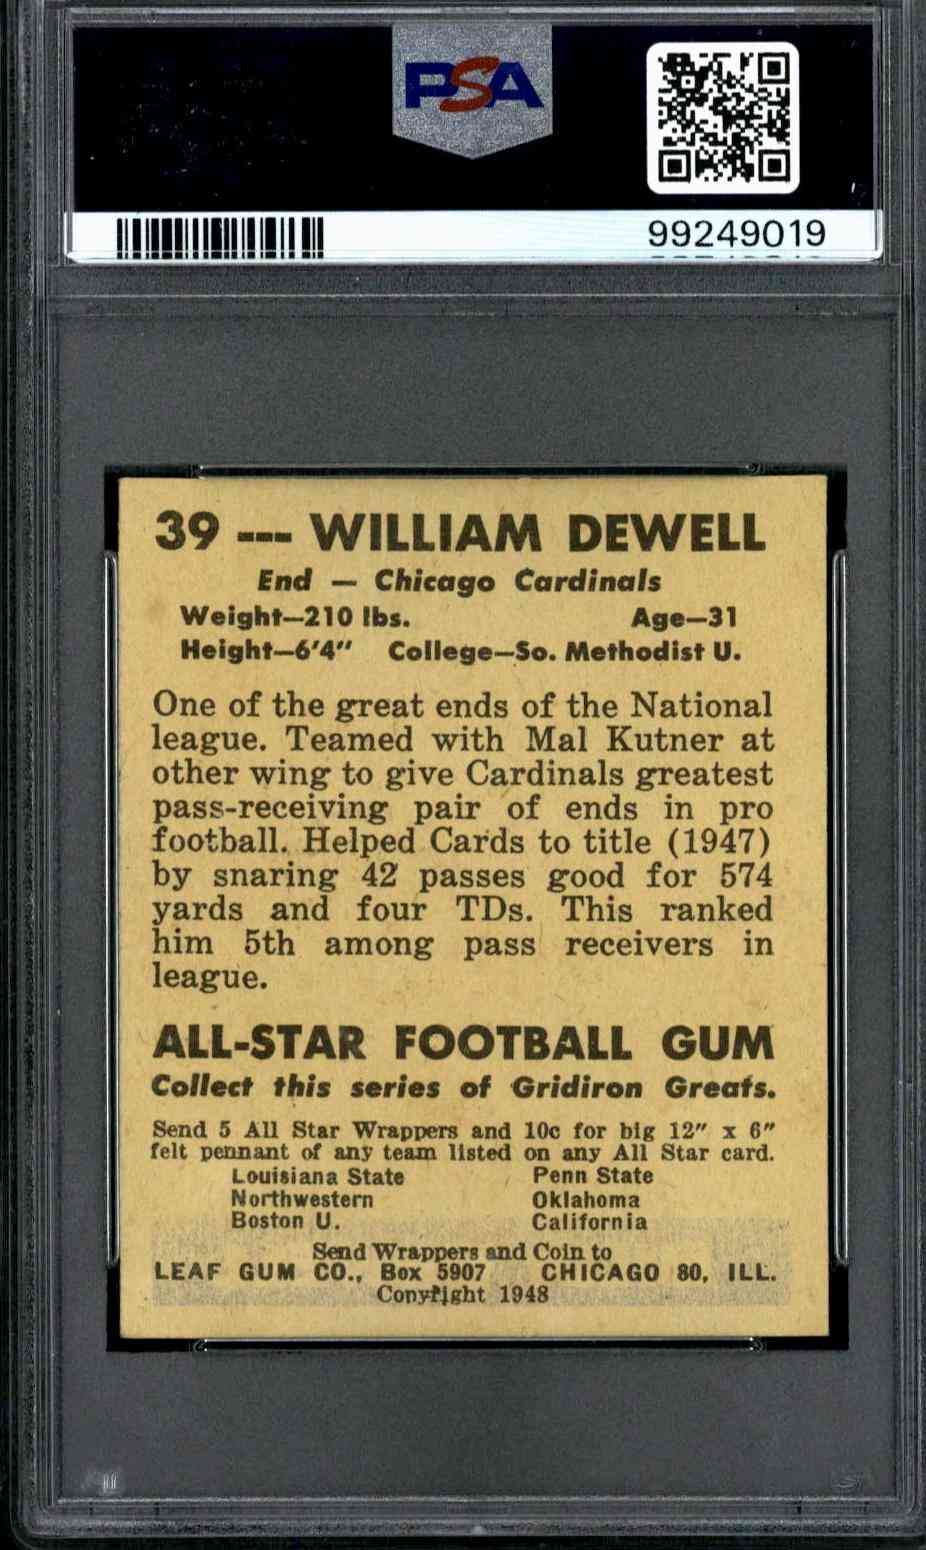 PSA
99249019
39 --- WILLIAM DEWELL
End — Chicago Cardinals
Weight—210 lbs. Age—31
Height—6'4" College—So. Methodist U.
One of the great ends of the National
league. Teamed with Mal Kutner at
other wing to give Cardinals greatest
pass-receiving pair of ends in pro
football. Helped Cards to title (1947)
by snaring 42 passes good for 574
yards and four TDs. This ranked
him 5th among pass receivers in
league.
ALL-STAR FOOTBALL GUM
Collect this series of Gridiron Greats.
Send 5 All Star Wrappers and 10c for big 12" x 6"
felt pennant of any team listed on any All Star card.
Louisiana State Penn State
Northwestern Oklahoma
Boston U. California
Send Wrappers and Coin to
LEAF GUM CO., Box 5907 CHICAGO 80, ILL.
Copyright 1948